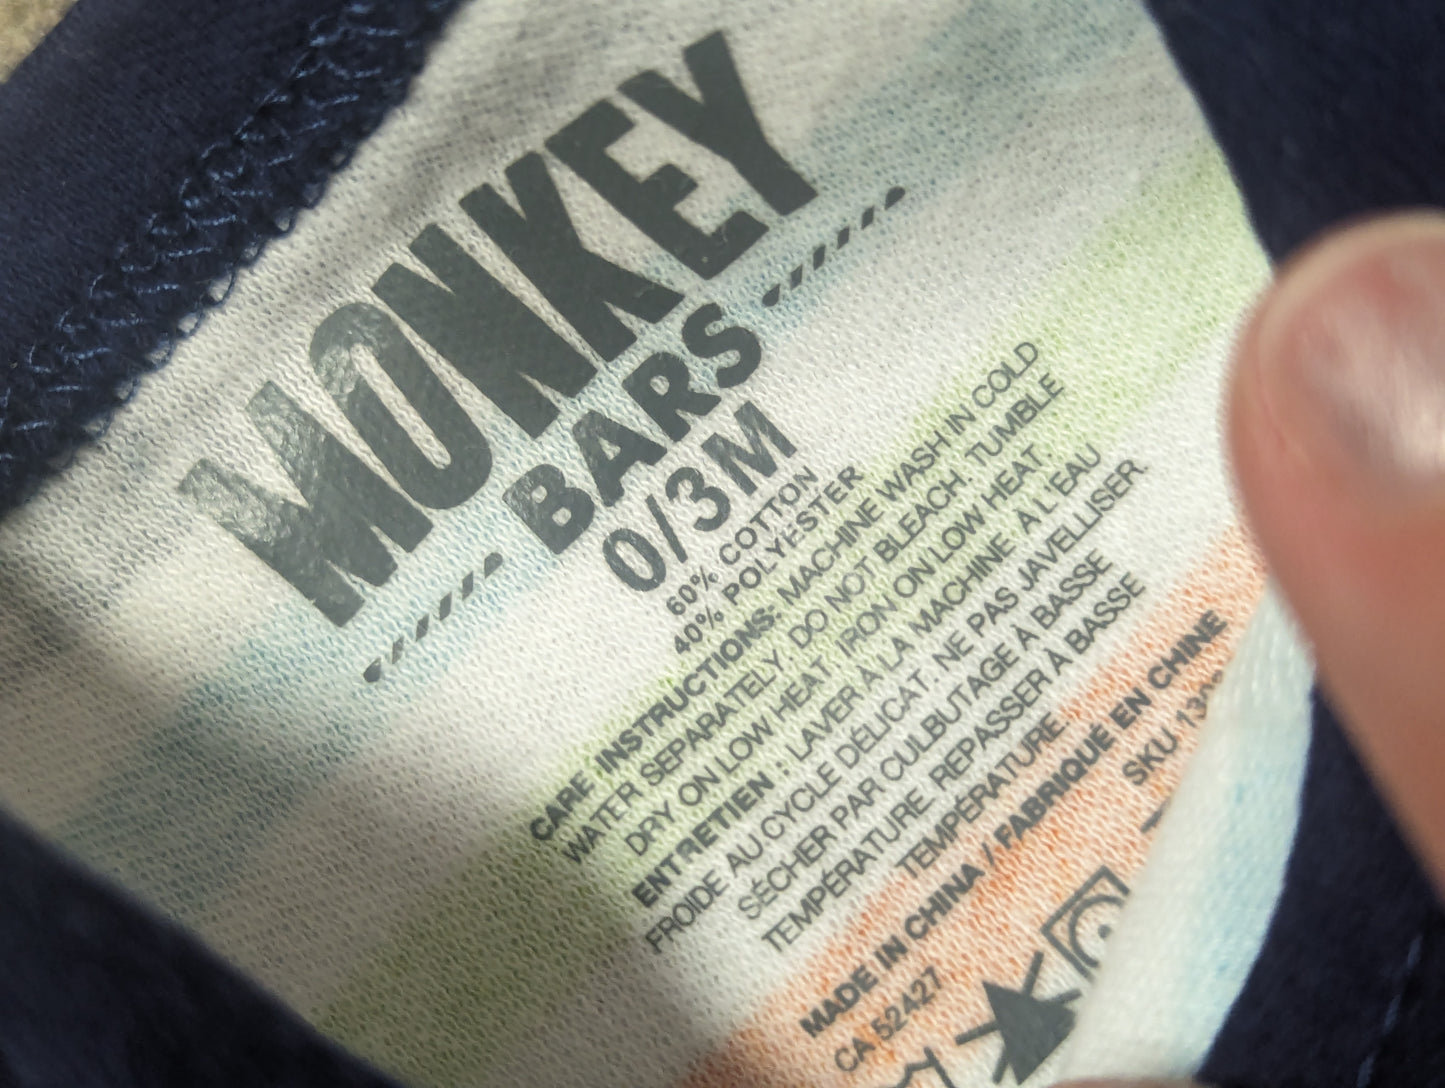 MONKEY
BARS
0/3M
60% COTTON
40% POLYESTER
CARE INSTRUCTIONS: MACHINE WASH IN COLD
WATER SEPARATELY. DO NOT BLEACH. TUMBLE
DRY ON LOW HEAT. IRON ON LOW HEAT.
ENTRETIEN : LAVER À LA MACHINE À L'EAU
FROIDE AU CYCLE DÉLICAT. NE PAS JAVELLISER.
SÉCHER PAR CULBUTAGE À BASSE
TEMPÉRATURE. REPASSER À BASSE
TEMPÉRATURE.
MADE IN CHINA / FABRIQUÉ EN CHINE
CA 52427 SKU